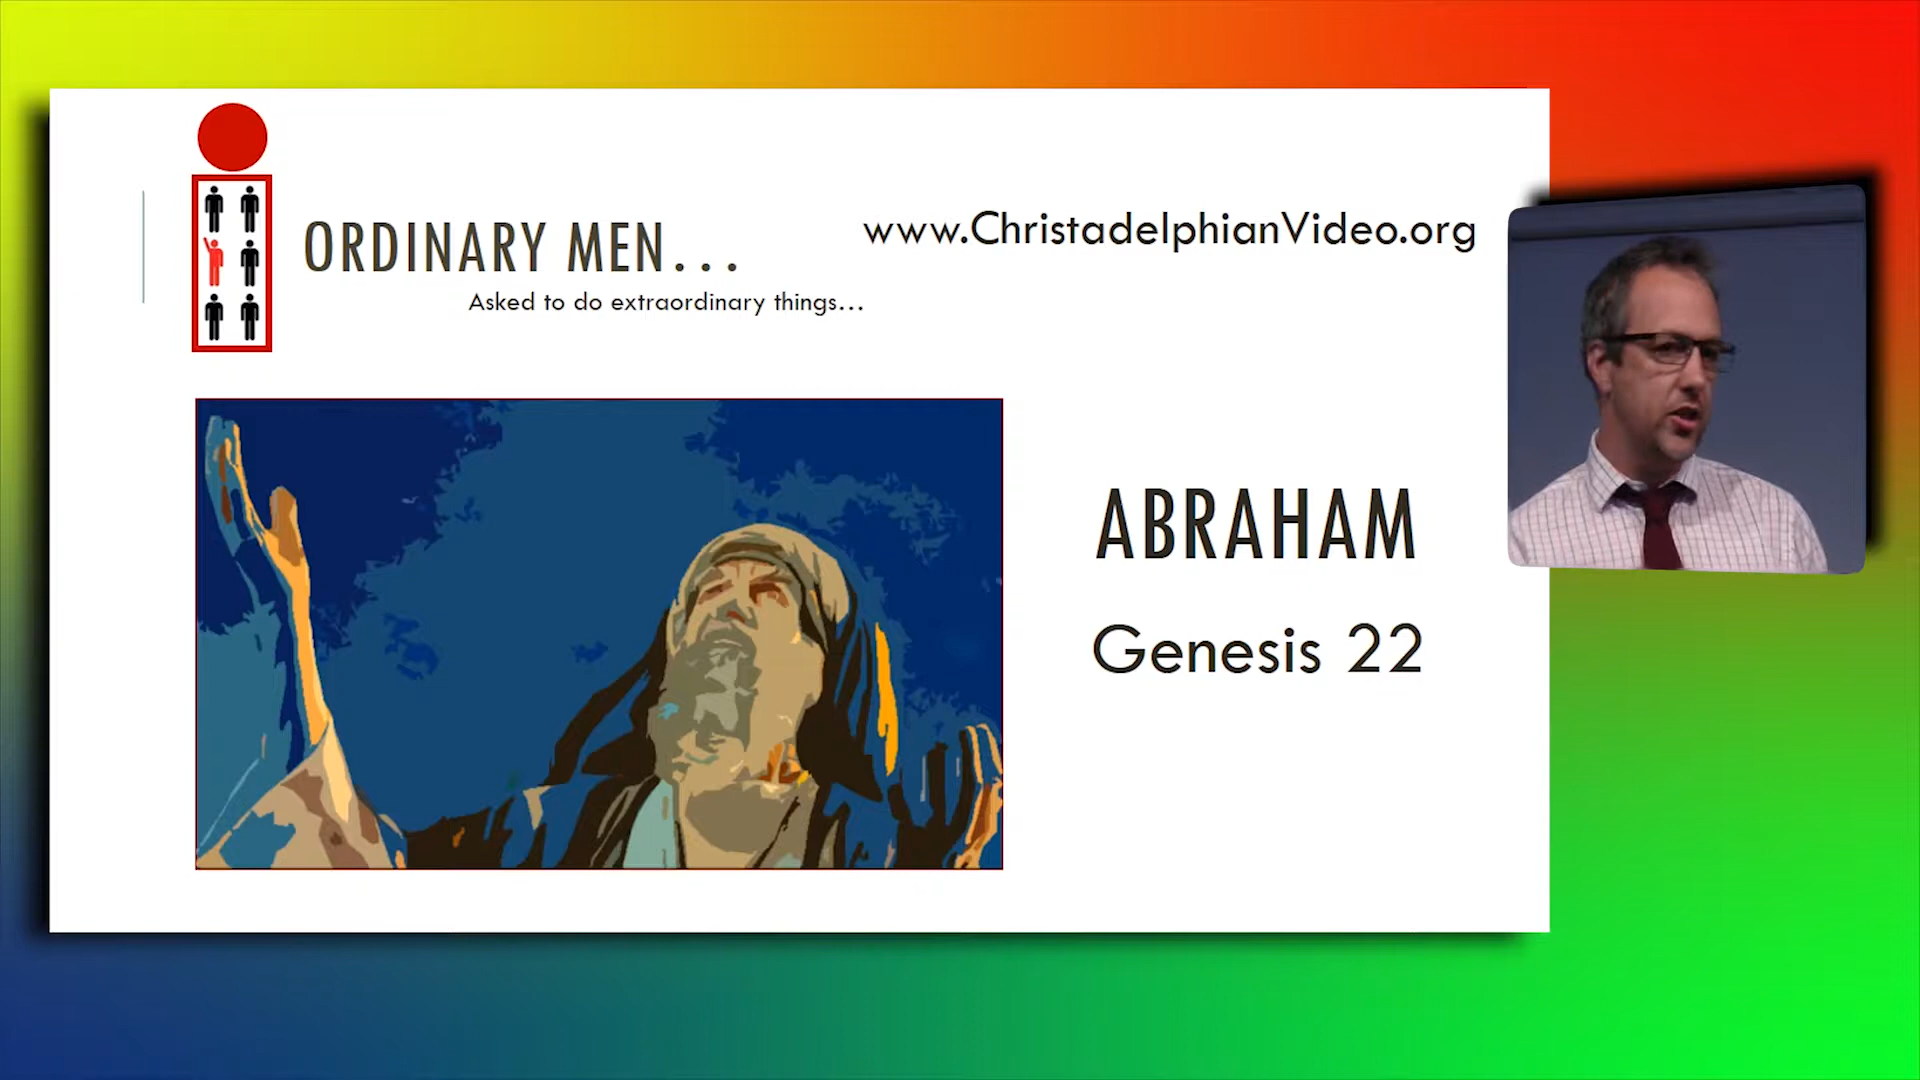 ORDINARY MEN...
www.ChristadelphianVideo.org
Asked to do extraordinary things...
ABRAHAM
Genesis 22